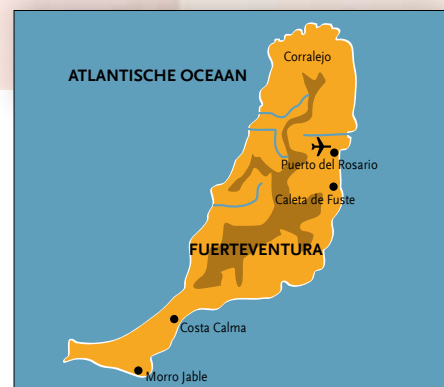 Corralejo
ATLANTISCHE OCEAAN
Puerto del Rosario
Caleta de Fuste
FUERTEVENTURA
Costa Calma
Morro Jable